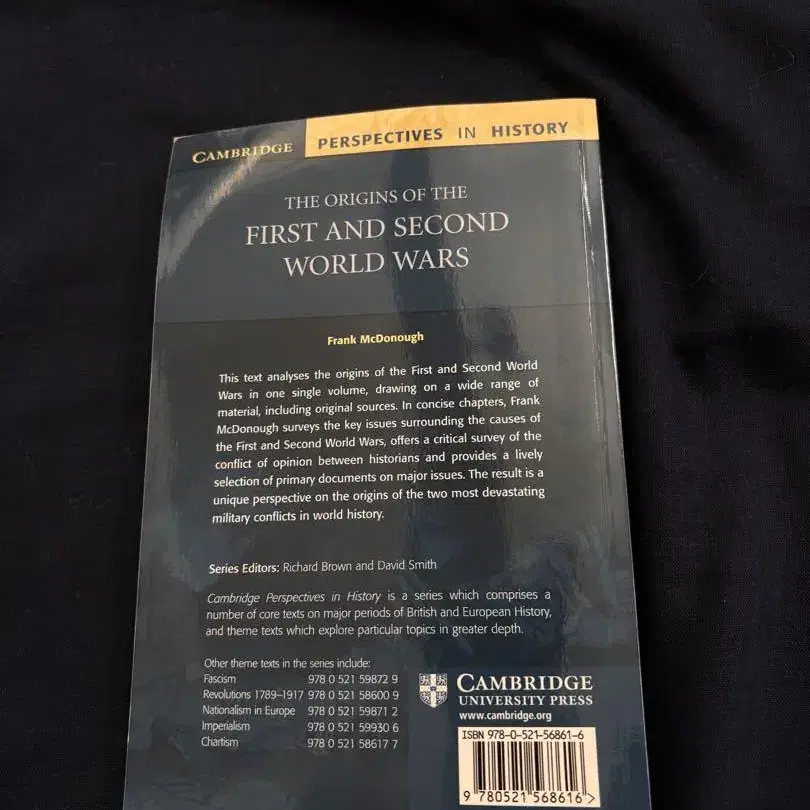 CAMBRIDGE PERSPECTIVES IN HISTORY
THE ORIGINS OF THE
FIRST AND SECOND
WORLD WARS
Frank McDonough
This text analyses the origins of the First and Second World
Wars in one single volume, drawing on a wide range of
material, including original sources. In concise chapters, Frank
McDonough surveys the key issues surrounding the causes of
the First and Second World Wars, offers a critical survey of the
conflict of opinion between historians and provides a lively
selection of primary documents on major issues. The result is a
unique perspective on the origins of the two most devastating
military conflicts in world history.
Series Editors: Richard Brown and David Smith
Cambridge Perspectives in History is a series which comprises a
number of core texts on major periods of British and European History,
and theme texts which explore particular topics in greater depth.
Other theme texts in the series include:
Fascism 978 0 521 59872 9
Revolutions 1789–1917 978 0 521 58600 9
Nationalism in Europe 978 0 521 59871 2
Imperialism 978 0 521 59930 6
Chartism 978 0 521 58617 7
CAMBRIDGE
UNIVERSITY PRESS
www.cambridge.org
ISBN 978-0-521-56861-6
9 780521 568616 >